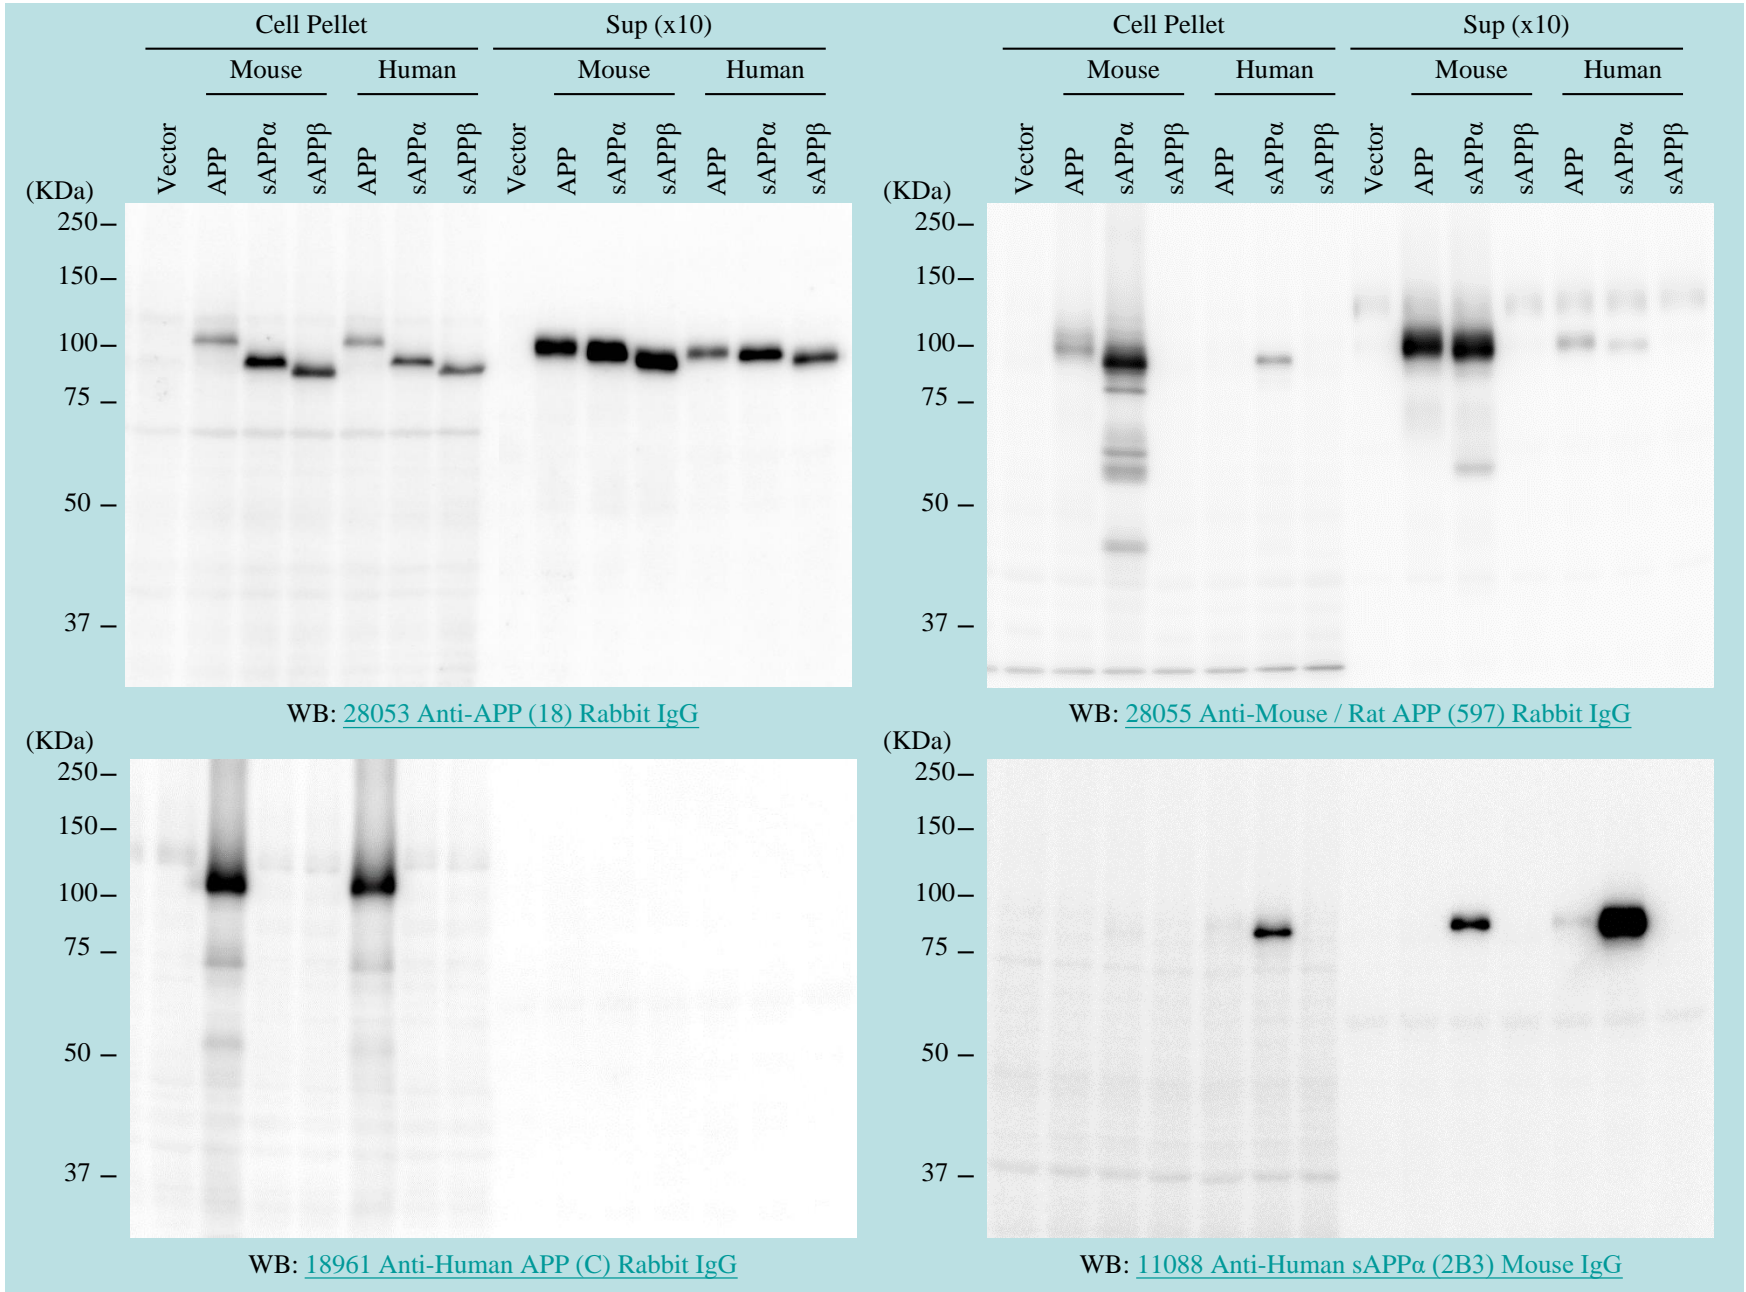 Cell Pellet Sup (x10)
Mouse Human Mouse Human
Vector APP sAPPα sAPPβ APP sAPPα sAPPβ Vector APP sAPPα sAPPβ APP sAPPα sAPPβ
(KDa)
250
150
100
75
50
37
WB: 28053 Anti-APP (18) Rabbit IgG
Cell Pellet Sup (x10)
Mouse Human Mouse Human
Vector APP sAPPα sAPPβ APP sAPPα sAPPβ Vector APP sAPPα sAPPβ APP sAPPα sAPPβ
(KDa)
250
150
100
75
50
37
WB: 28055 Anti-Mouse / Rat APP (597) Rabbit IgG
(KDa)
250
150
100
75
50
37
WB: 18961 Anti-Human APP (C) Rabbit IgG
(KDa)
250
150
100
75
50
37
WB: 11088 Anti-Human sAPPα (2B3) Mouse IgG